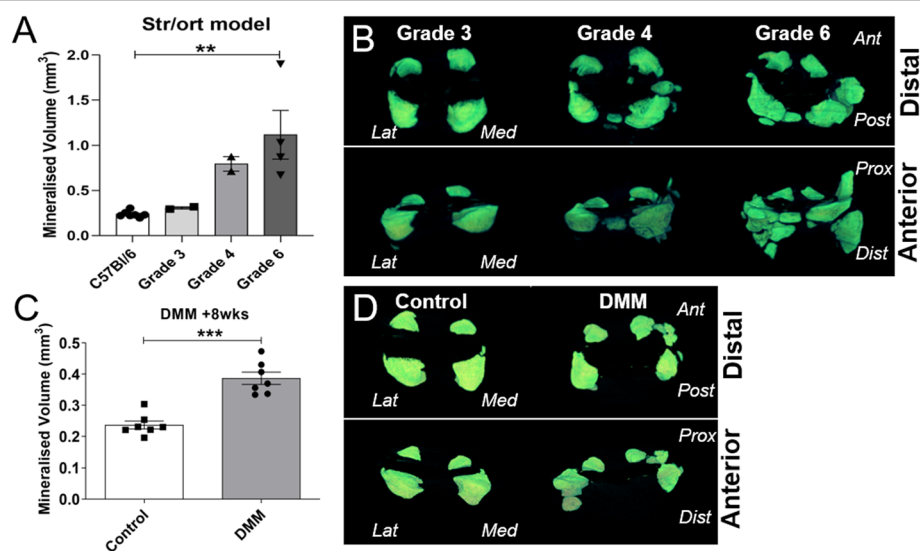 A
Str/ort model
**
Mineralised Volume (mm³)
2.0
1.5
1.0
0.5
0.0
C57Bl/6
Grade 3
Grade 4
Grade 6
B
Grade 3
Grade 4
Grade 6
Ant
Post
Lat
Med
Distal
Prox
Dist
Lat
Med
Anterior
C
DMM +8wks
***
Mineralised Volume (mm³)
0.5
0.4
0.3
0.2
0.1
0.0
Control
DMM
D
Control
DMM
Ant
Post
Lat
Med
Distal
Prox
Dist
Lat
Med
Anterior